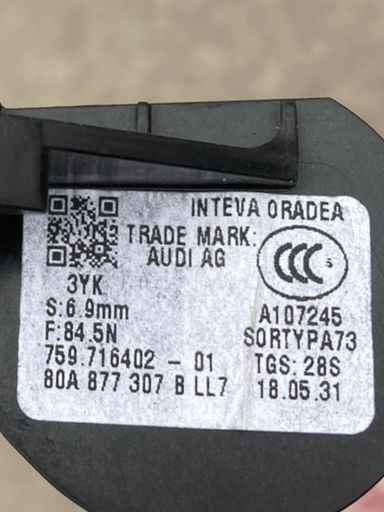 INTEVA ORADEA
TRADE MARK:
AUDI AG
CCC S
3YK
S:6.9mm
A107245
F:84.5N
SORTYPA73
759.716402 - 01
TGS: 28S
80A 877 307 B LL7
18.05.31